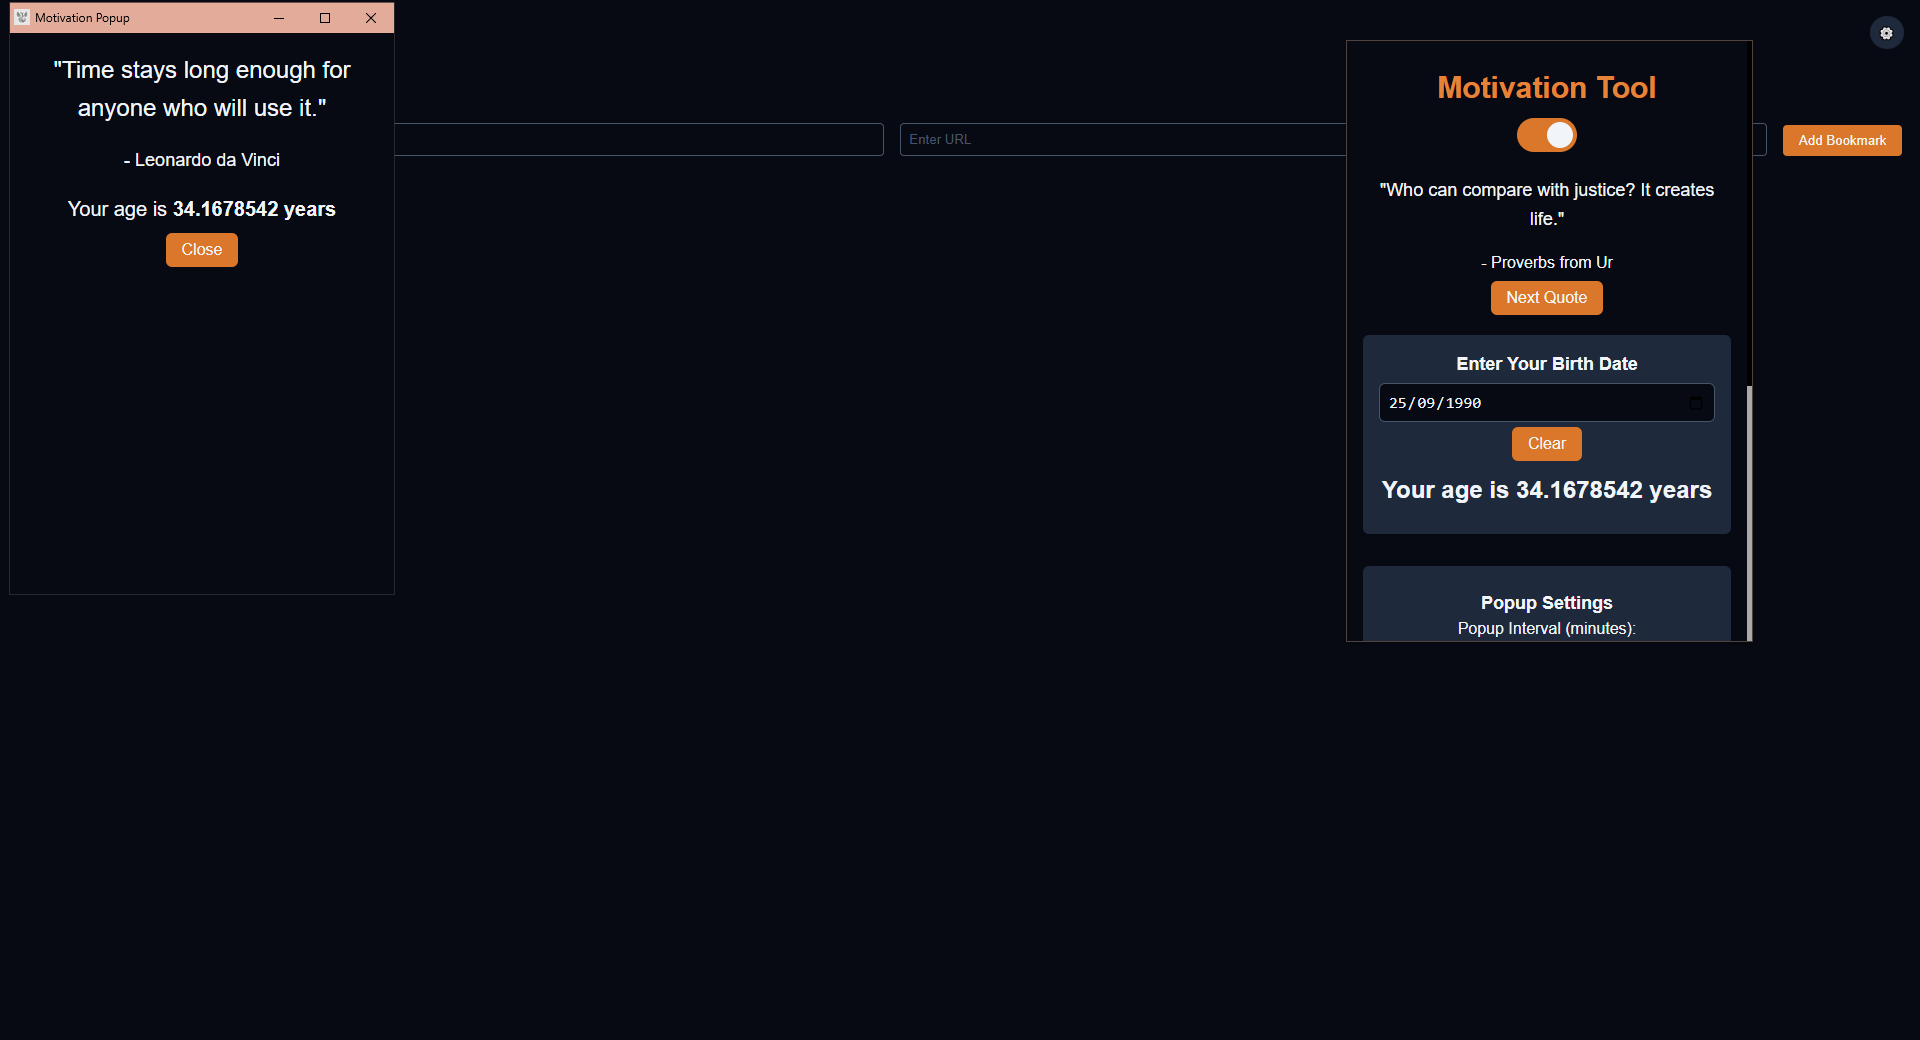 Motivation Popup
"Time stays long enough for
anyone who will use it."
- Leonardo da Vinci
Your age is 34.1678542 years
Close
Enter URL
Add Bookmark
Motivation Tool
"Who can compare with justice? It creates
life."
- Proverbs from Ur
Next Quote
Enter Your Birth Date
25/09/1990
Clear
Your age is 34.1678542 years
Popup Settings
Popup Interval (minutes):